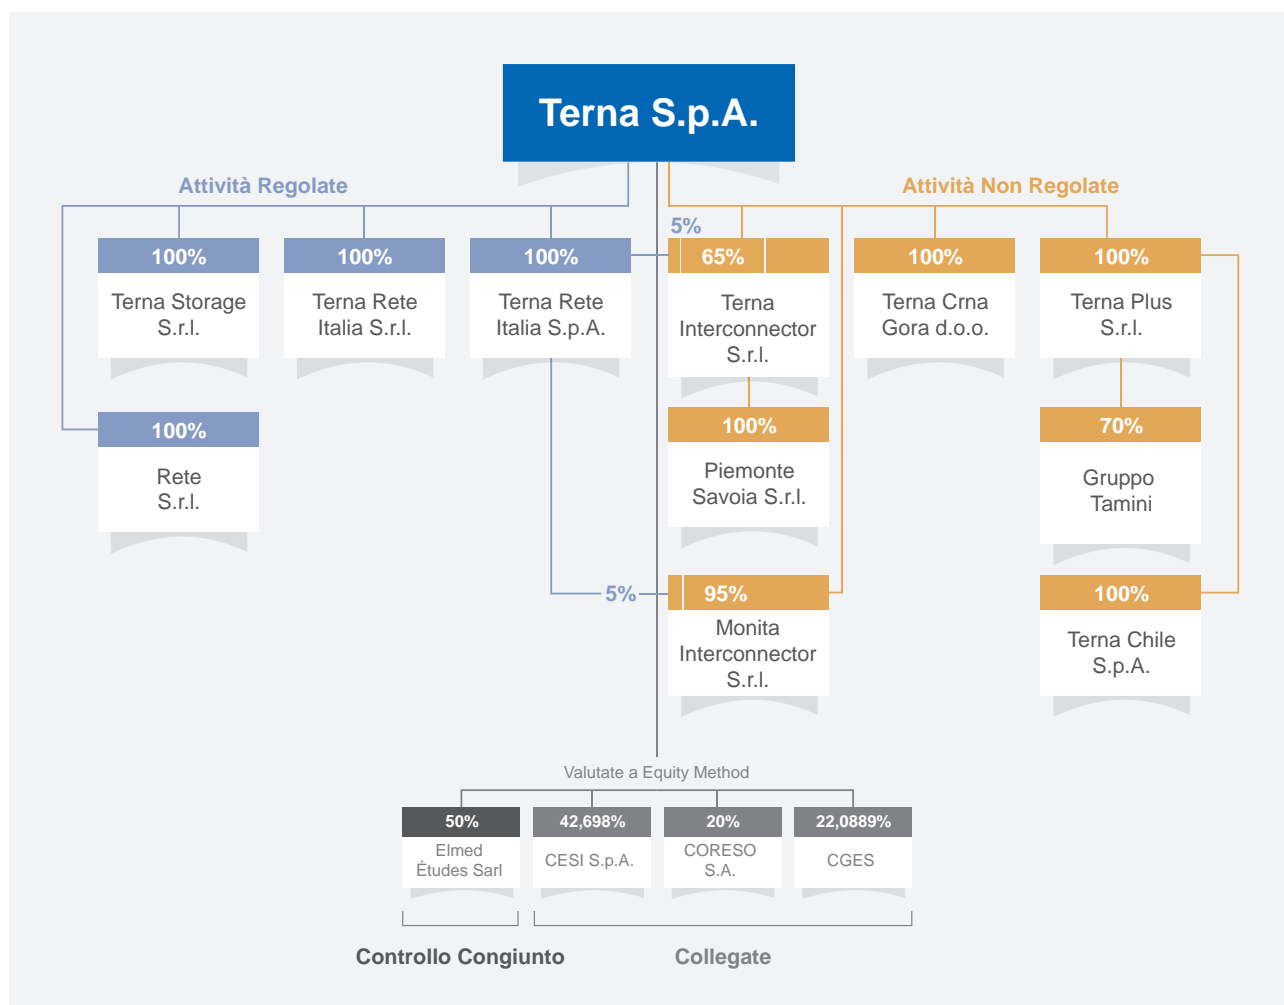 Terna S.p.A.
Attività Regolate
Attività Non Regolate
5%
100%
100%
100%
65%
100%
100%
Terna Storage
S.r.l.
Terna Rete
Italia S.r.l.
Terna Rete
Italia S.p.A.
Terna
Interconnector
S.r.l.
Terna Crna
Gora d.o.o.
Terna Plus
S.r.l.
100%
Rete
S.r.l.
100%
Piemonte
Savoia S.r.l.
70%
Gruppo
Tamini
5%
95%
Monita
Interconnector
S.r.l.
100%
Terna Chile
S.p.A.
Valutate a Equity Method
50%
Elmed
Études Sarl
42,698%
CESI S.p.A.
20%
CORESO
S.A.
22,0889%
CGES
Controllo Congiunto
Collegate